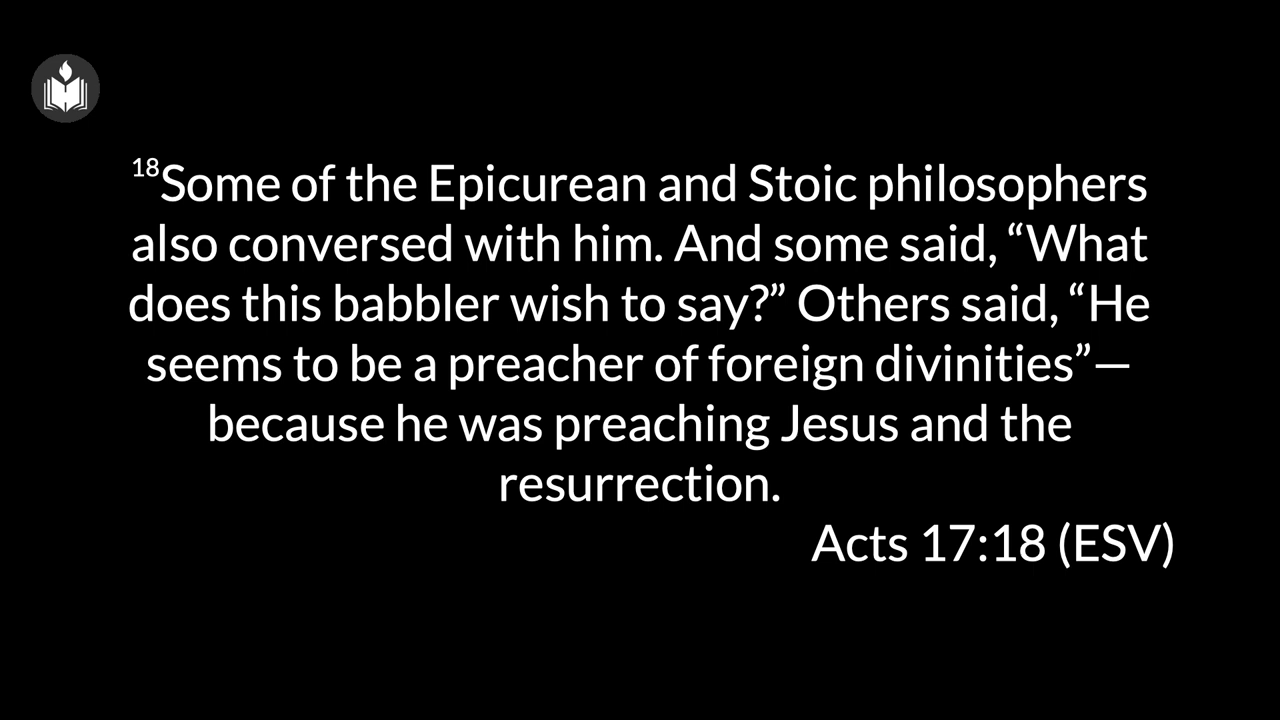 18Some of the Epicurean and Stoic philosophers
also conversed with him. And some said, “What
does this babbler wish to say?” Others said, “He
seems to be a preacher of foreign divinities”—
because he was preaching Jesus and the
resurrection.
Acts 17:18 (ESV)